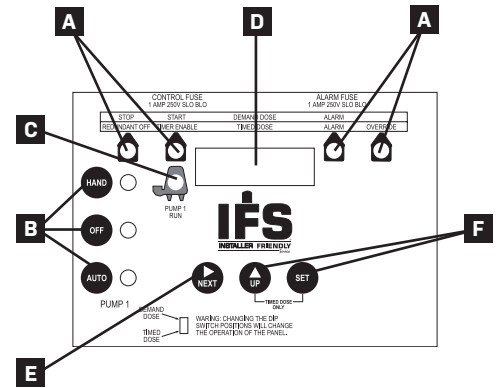 A
D
A
CONTROL FUSE
1 AMP 250V SLO BLO
ALARM FUSE
1 AMP 250V SLO BLO
STOP START DEMAND DOSE ALARM
REDUNDANT OFF TIMER ENABLE TIMED DOSE ALARM OVERRIDE
C
HAND
PUMP 1
RUN
IFS
INSTALLER FRIENDLY
B
OFF
F
AUTO
NEXT
UP
SET
PUMP 1
TIMED DOSE
ONLY
DEMAND
DOSE
TIMED
DOSE
WARING: CHANGING THE DIP
SWITCH POSITIONS WILL CHANGE
THE OPERATION OF THE PANEL.
E